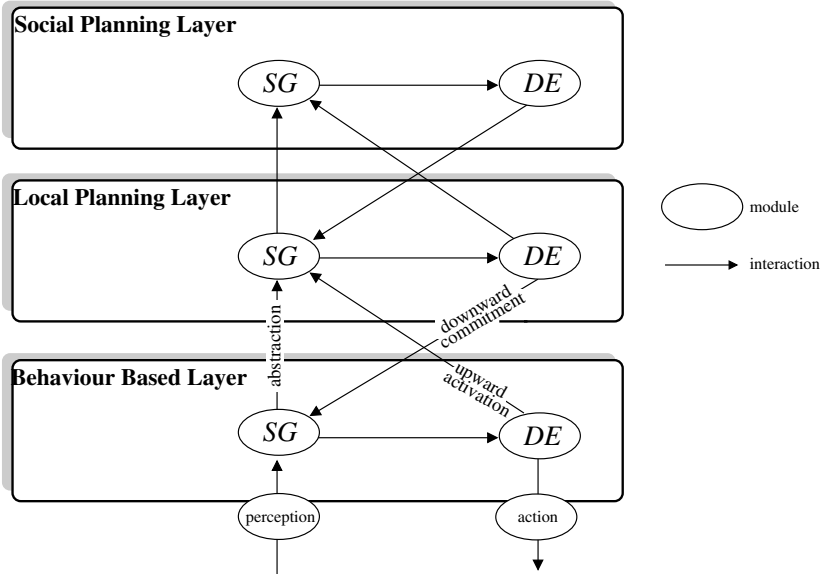 Social Planning Layer
SG
DE
Local Planning Layer
SG
DE
module
interaction
downward
commitment
abstraction
upward
activation
Behaviour Based Layer
SG
DE
perception
action